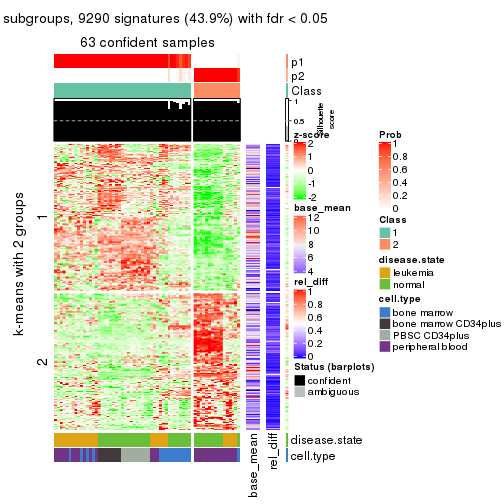 subgroups, 9290 signatures (43.9%) with fdr < 0.05
63 confident samples
p1
p2
Class
1
0.5
0
Silhouette
score
k-means with 2 groups
1
2
z-score
2
1
0
-1
-2
base_mean
12
10
8
6
4
rel_diff
1
0.8
0.6
0.4
0.2
0
Status (barplots)
confident
ambiguous
Prob
1
0.8
0.6
0.4
0.2
0
Class
1
2
disease.state
leukemia
normal
cell.type
bone marrow
bone marrow CD34plus
PBSC CD34plus
peripheral blood
disease.state
cell.type
base_mean
rel_diff